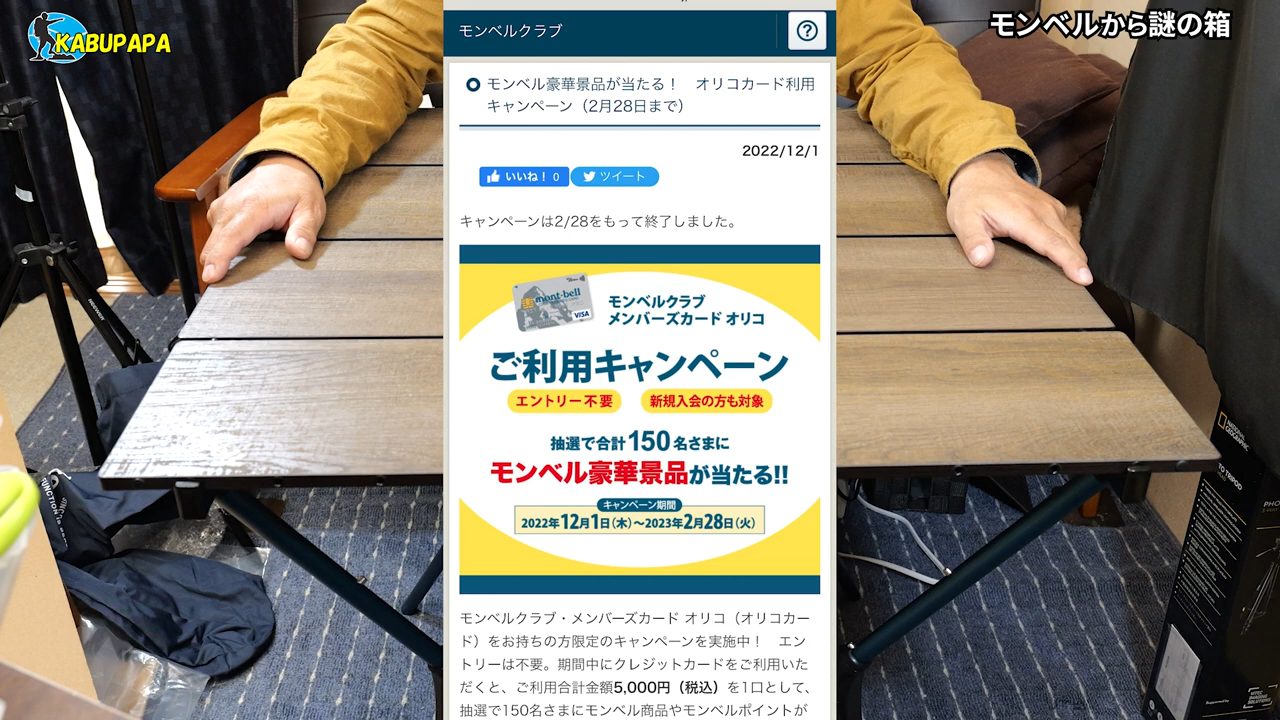 KABUPAPA
モンベルから謎の箱
モンベルクラブ
?
モンベル豪華景品が当たる！　オリコカード利用
キャンペーン（2月28日まで）
2022/12/1
いいね！ 0
ツイート
キャンペーンは2/28をもって終了しました。
mont-bell
VISA
モンベルクラブ
メンバーズカード オリコ
ご利用キャンペーン
エントリー不要
新規入会の方も対象
抽選で合計150名さまに
モンベル豪華景品が当たる!!
キャンペーン期間
2022年12月1日(木)〜2023年2月28日(火)
モンベルクラブ・メンバーズカード オリコ（オリコカー
ド）をお持ちの方限定のキャンペーンを実施中！　エン
トリーは不要。期間中にクレジットカードをご利用いた
だくと、ご利用合計金額5,000円（税込）を1口として、
抽選で150名さまにモンベル商品やモンベルポイントが
FUNCTION IS
NATIONAL
GEOGRAPHIC
TO TRIPOD
PHO